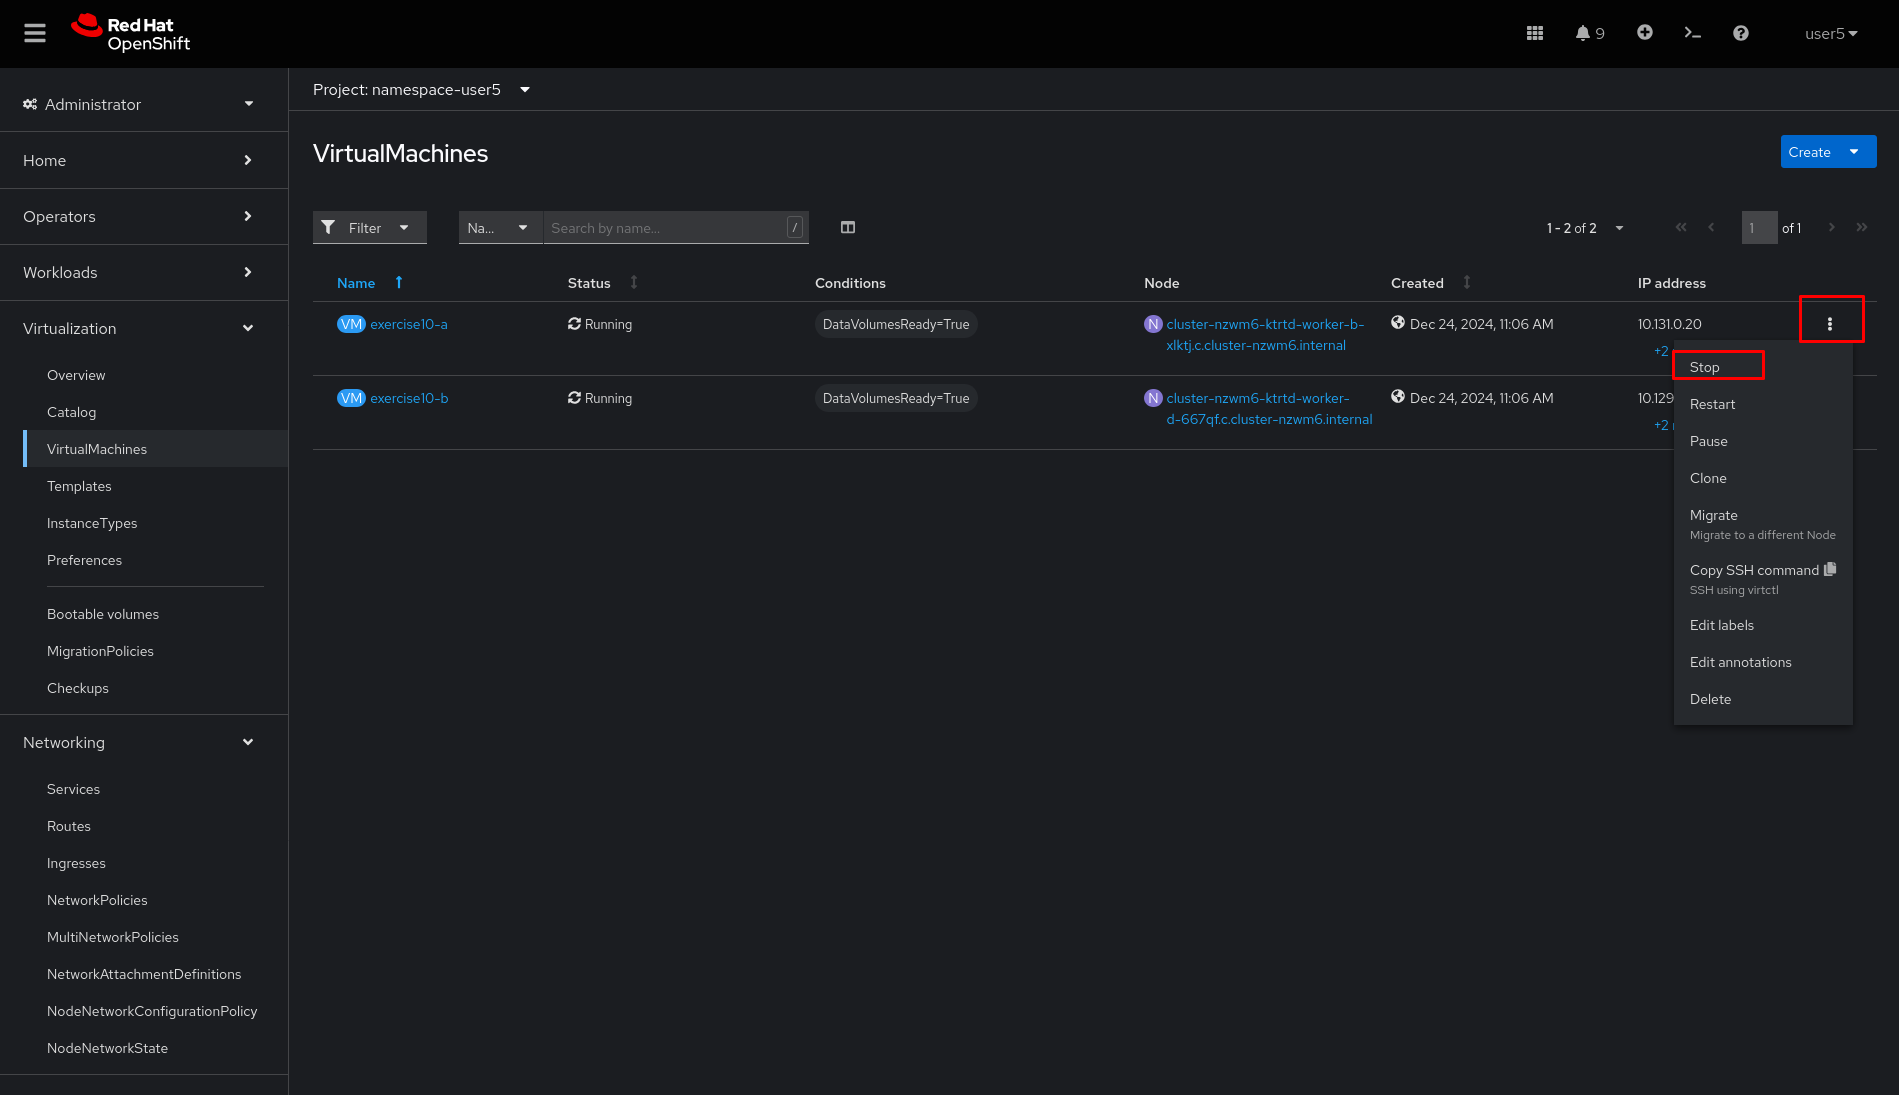 Red Hat
OpenShift
9
user5
Administrator
Home
Operators
Workloads
Virtualization
Overview
Catalog
VirtualMachines
Templates
InstanceTypes
Preferences
Bootable volumes
MigrationPolicies
Checkups
Networking
Services
Routes
Ingresses
NetworkPolicies
MultiNetworkPolicies
NetworkAttachmentDefinitions
NodeNetworkConfigurationPolicy
NodeNetworkState
Project: namespace-user5
VirtualMachines
Create
Filter
Na...
Search by name...
/
1 - 2 of 2
1 of 1
Name Status Conditions Node Created IP address
VM exercise10-a Running DataVolumesReady=True N cluster-nzwm6-ktrtd-worker-b-
xlktj.c.cluster-nzwm6.internal
Dec 24, 2024, 11:06 AM
10.131.0.20
+2
VM exercise10-b Running DataVolumesReady=True N cluster-nzwm6-ktrtd-worker-
d-667qf.c.cluster-nzwm6.internal
Dec 24, 2024, 11:06 AM
10.129
+2
Stop
Restart
Pause
Clone
Migrate
Migrate to a different Node
Copy SSH command
SSH using virtctl
Edit labels
Edit annotations
Delete